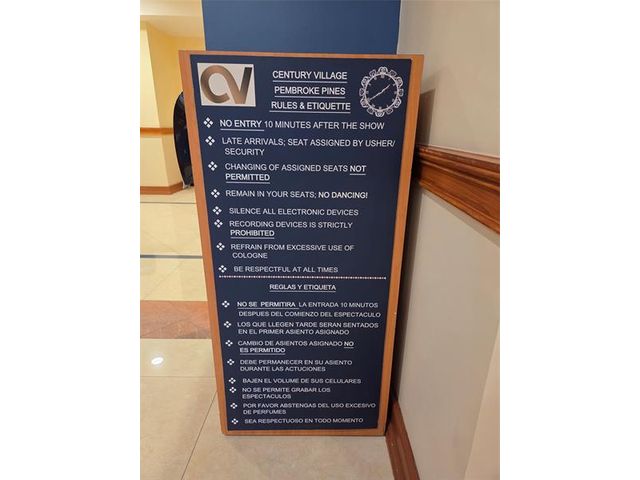 CV
CENTURY VILLAGE
PEMBROKE PINES
RULES & ETIQUETTE
NO ENTRY 10 MINUTES AFTER THE SHOW
LATE ARRIVALS; SEAT ASSIGNED BY USHER/
SECURITY
CHANGING OF ASSIGNED SEATS NOT
PERMITTED
REMAIN IN YOUR SEATS; NO DANCING!
SILENCE ALL ELECTRONIC DEVICES
RECORDING DEVICES IS STRICTLY
PROHIBITED
REFRAIN FROM EXCESSIVE USE OF
COLOGNE
BE RESPECTFUL AT ALL TIMES
REGLAS Y ETIQUETA
NO SE PERMITIRA LA ENTRADA 10 MINUTOS
DESPUES DEL COMIENZO DEL ESPECTACULO
LOS QUE LLEGEN TARDE SERAN SENTADOS
EN EL PRIMER ASIENTO ASIGNADO
CAMBIO DE ASIENTOS ASIGNADO NO
ES PERMITIDO
DEBE PERMANECER EN SU ASIENTO
DURANTE LAS ACTUCIONES
BAJEN EL VOLUME DE SUS CELULARES
NO SE PERMITE GRABAR LOS
ESPECTACULOS
POR FAVOR ABSTENGAS DEL USO EXCESIVO
DE PERFUMES
SEA RESPECTUOSO EN TODO MOMENTO